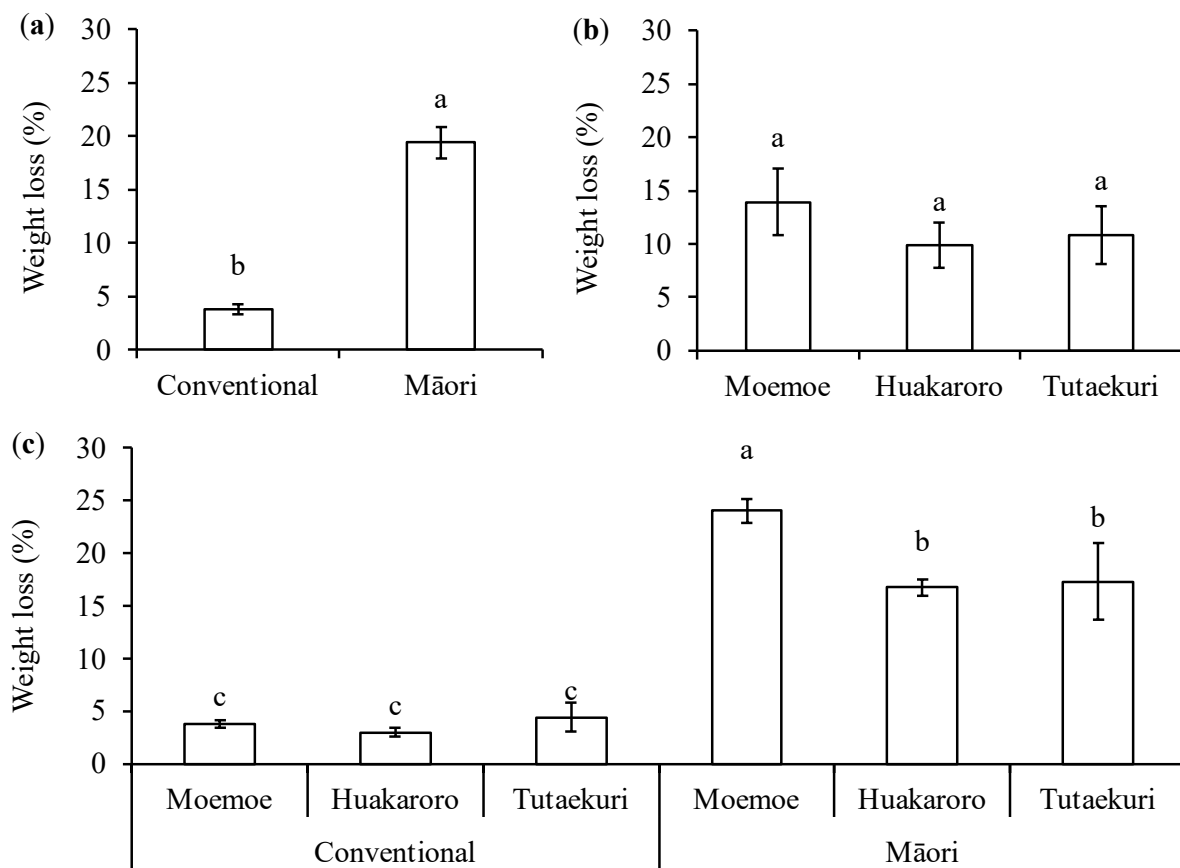 (a)
Weight loss (%)
30
25
20
15
10
5
0
b
a
Conventional Māori
(b)
Weight loss (%)
30
25
20
15
10
5
0
a
a
a
Moemoe Huakaroro Tutaekuri
(c)
Weight loss (%)
30
25
20
15
10
5
0
c
c
c
a
b
b
Moemoe Huakaroro Tutaekuri Moemoe Huakaroro Tutaekuri
Conventional Māori